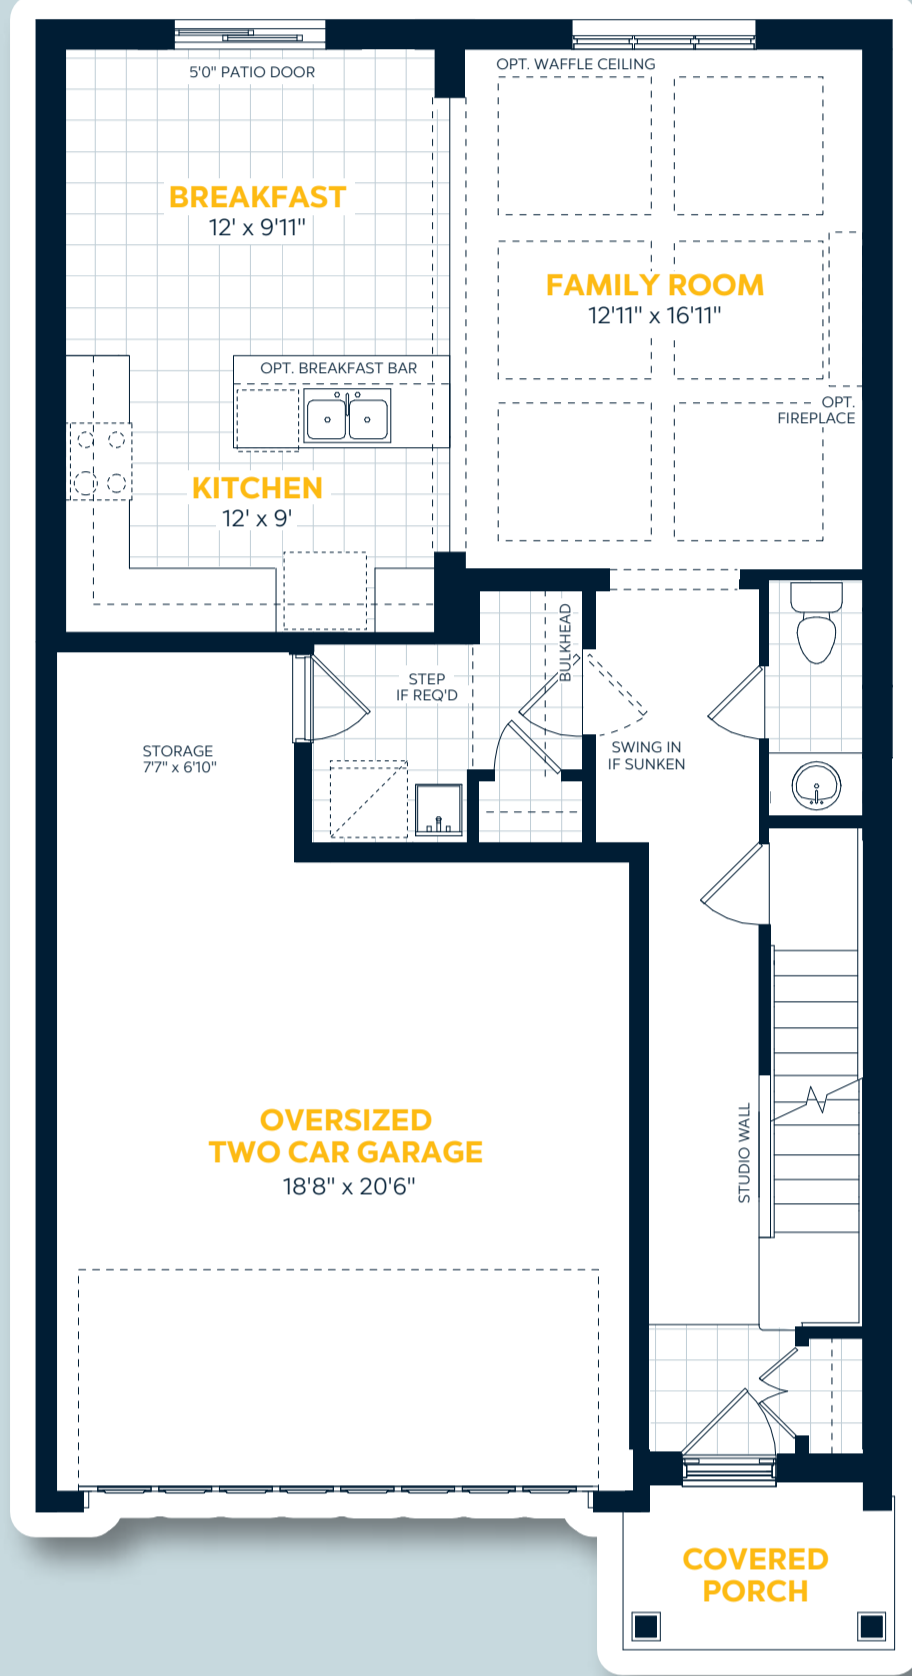 5'0" PATIO DOOR
OPT. WAFFLE CEILING
BREAKFAST
12' x 9'11"
FAMILY ROOM
12'11" x 16'11"
OPT. BREAKFAST BAR
OPT.
FIREPLACE
KITCHEN
12' x 9'
BULKHEAD
STEP
IF REQ'D
STORAGE
7'7" x 6'10"
SWING IN
IF SUNKEN
OVERSIZED
TWO CAR GARAGE
18'8" x 20'6"
STUDIO WALL
COVERED
PORCH